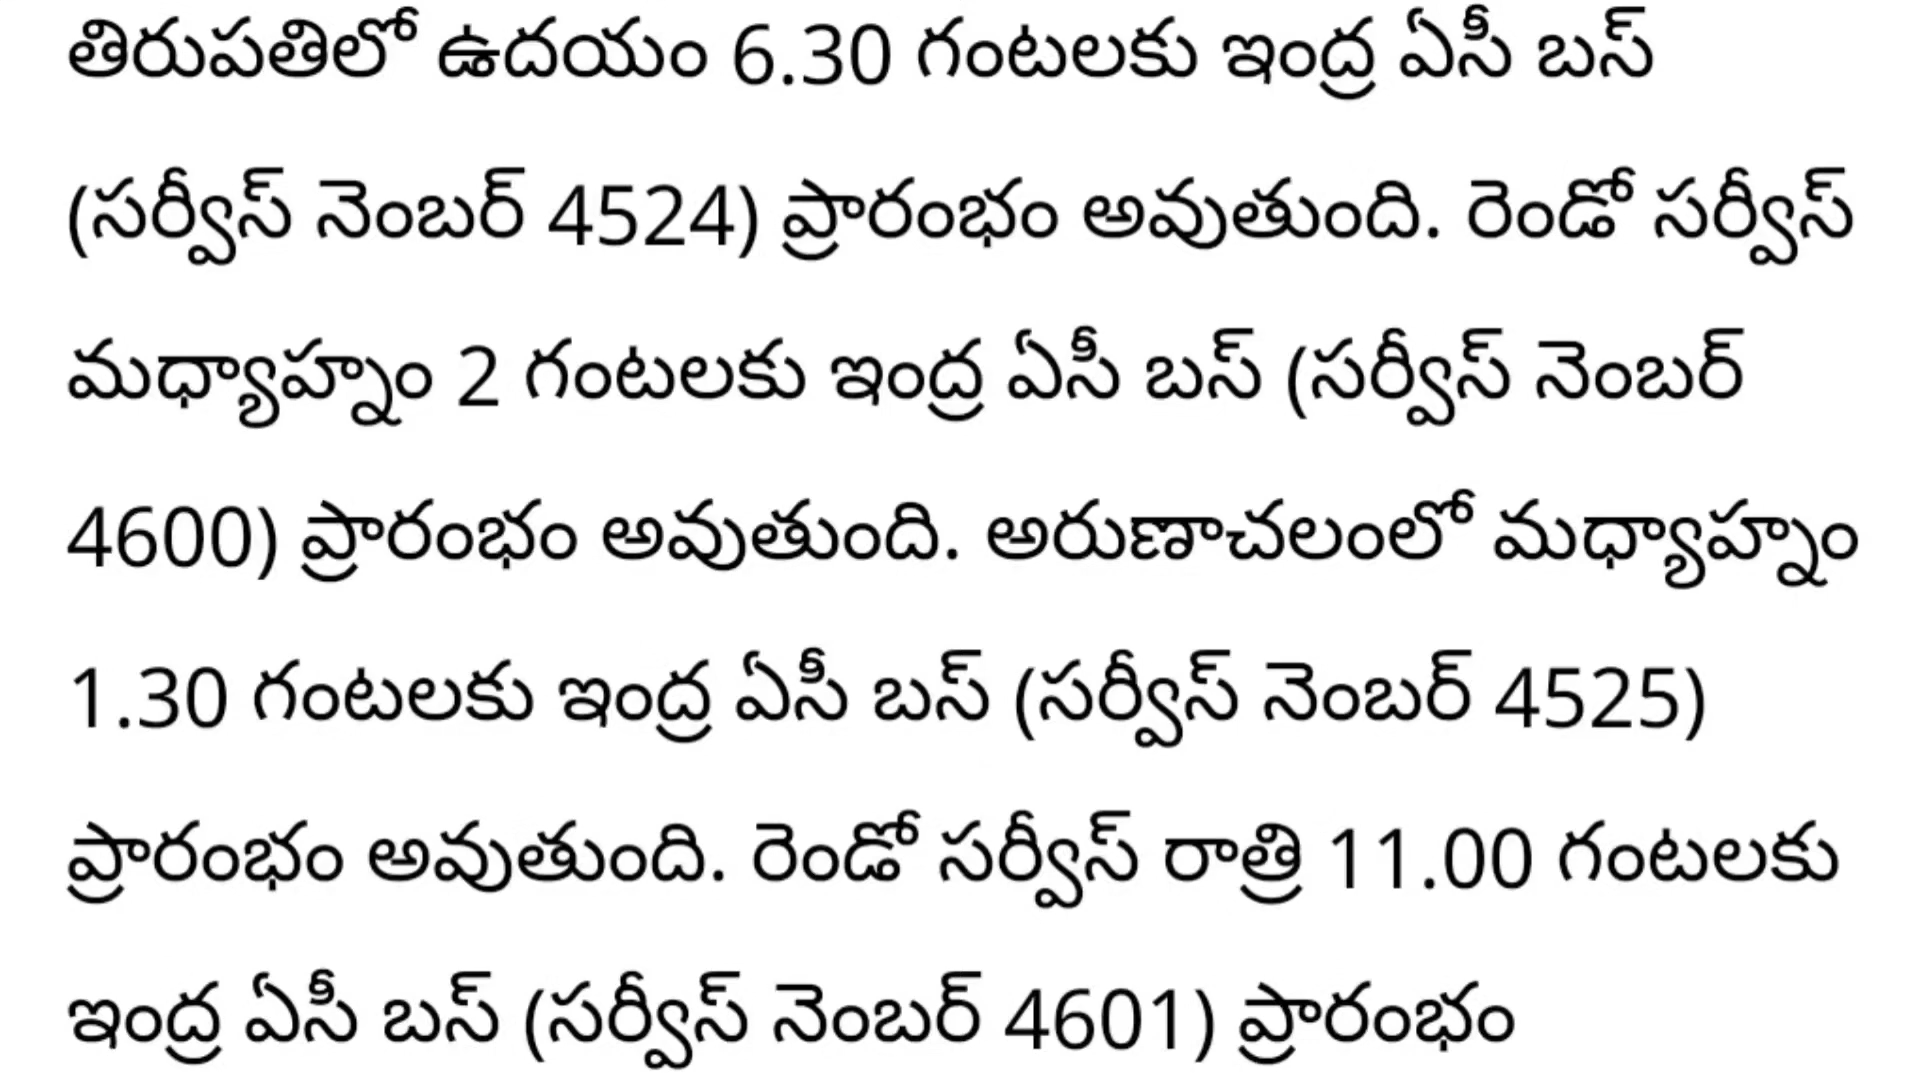 తిరుపతిలో ఉదయం 6.30 గంటలకు ఇంద్ర ఏసీ బస్
(సర్వీస్ నెంబర్ 4524) ప్రారంభం అవుతుంది. రెండో సర్వీస్
మధ్యాహ్నం 2 గంటలకు ఇంద్ర ఏసీ బస్ (సర్వీస్ నెంబర్
4600) ప్రారంభం అవుతుంది. అరుణాచలంలో మధ్యాహ్నం
1.30 గంటలకు ఇంద్ర ఏసీ బస్ (సర్వీస్ నెంబర్ 4525)
ప్రారంభం అవుతుంది. రెండో సర్వీస్ రాత్రి 11.00 గంటలకు
ఇంద్ర ఏసీ బస్ (సర్వీస్ నెంబర్ 4601) ప్రారంభం